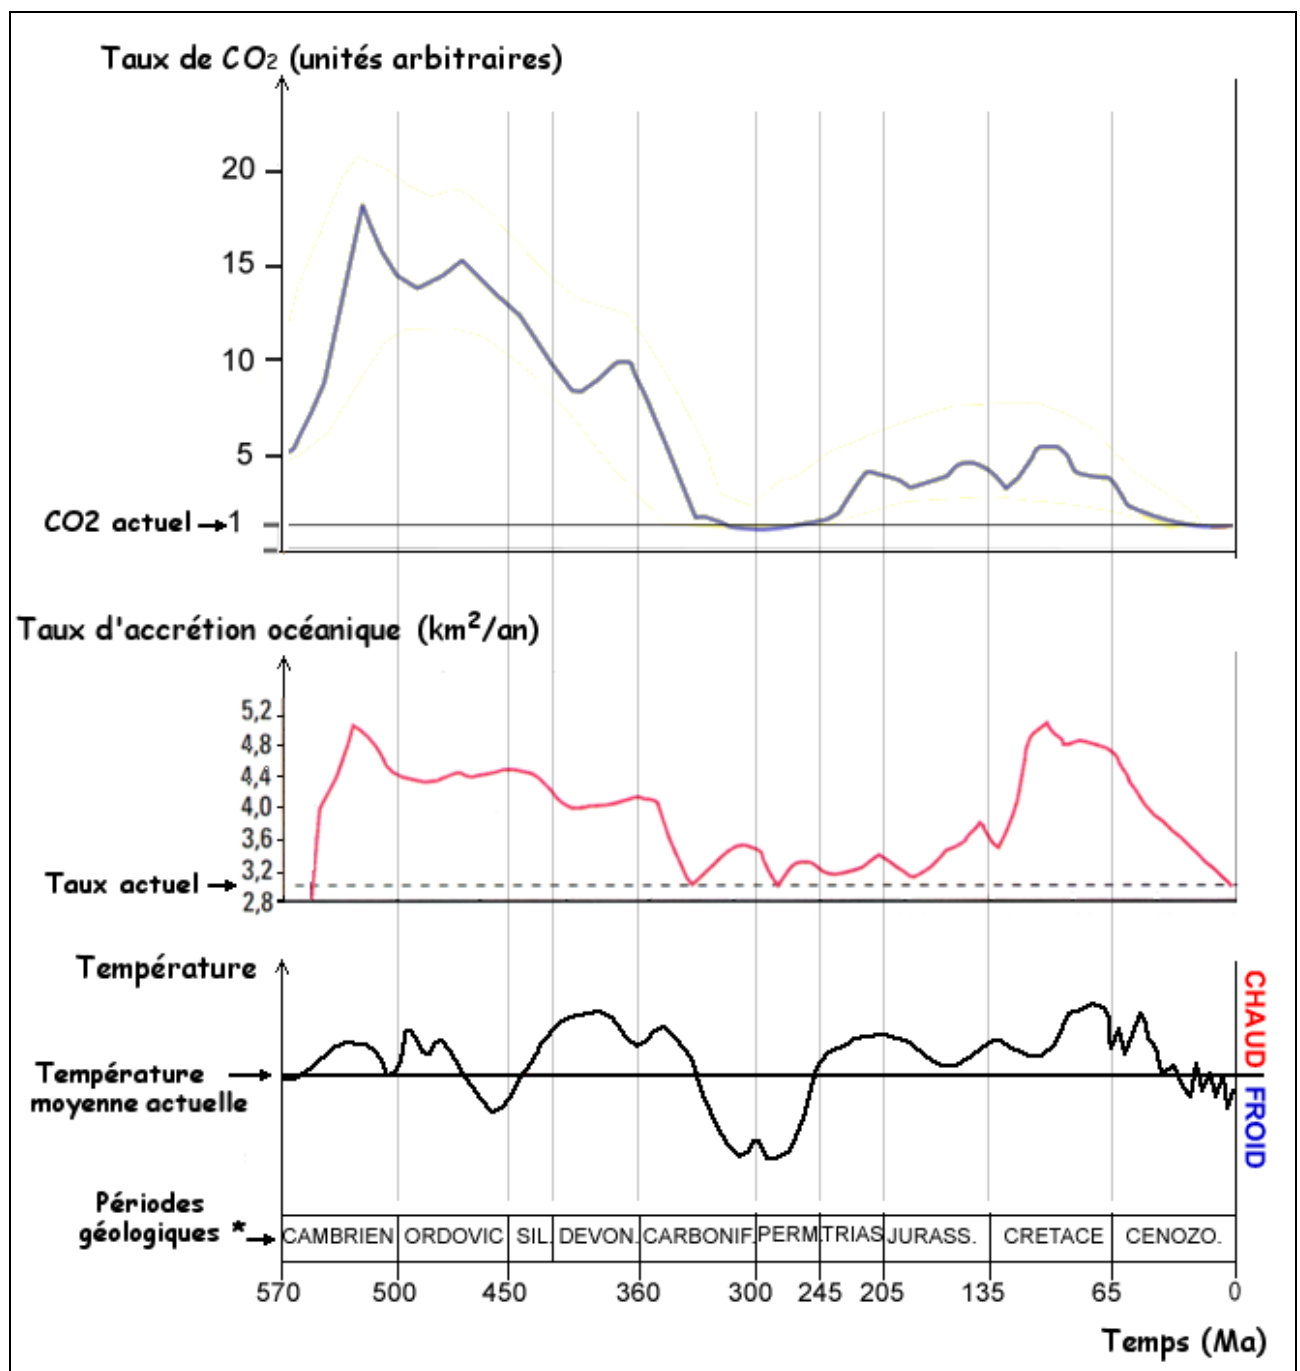 Taux de CO2 (unités arbitraires)
20
15
10
5
CO2 actuel
1
Taux d'accrétion océanique (km²/an)
5,2
4,8
4,4
4,0
3,6
3,2
Taux actuel
2,8
Température
CHAUD
Température
moyenne actuelle
FROID
Périodes
géologiques *
CAMBRIEN ORDOVIC SIL. DEVON. CARBONIF. PERM. TRIAS JURASS. CRETACE CENOZO.
570 500 450 360 300 245 205 135 65 0
Temps (Ma)